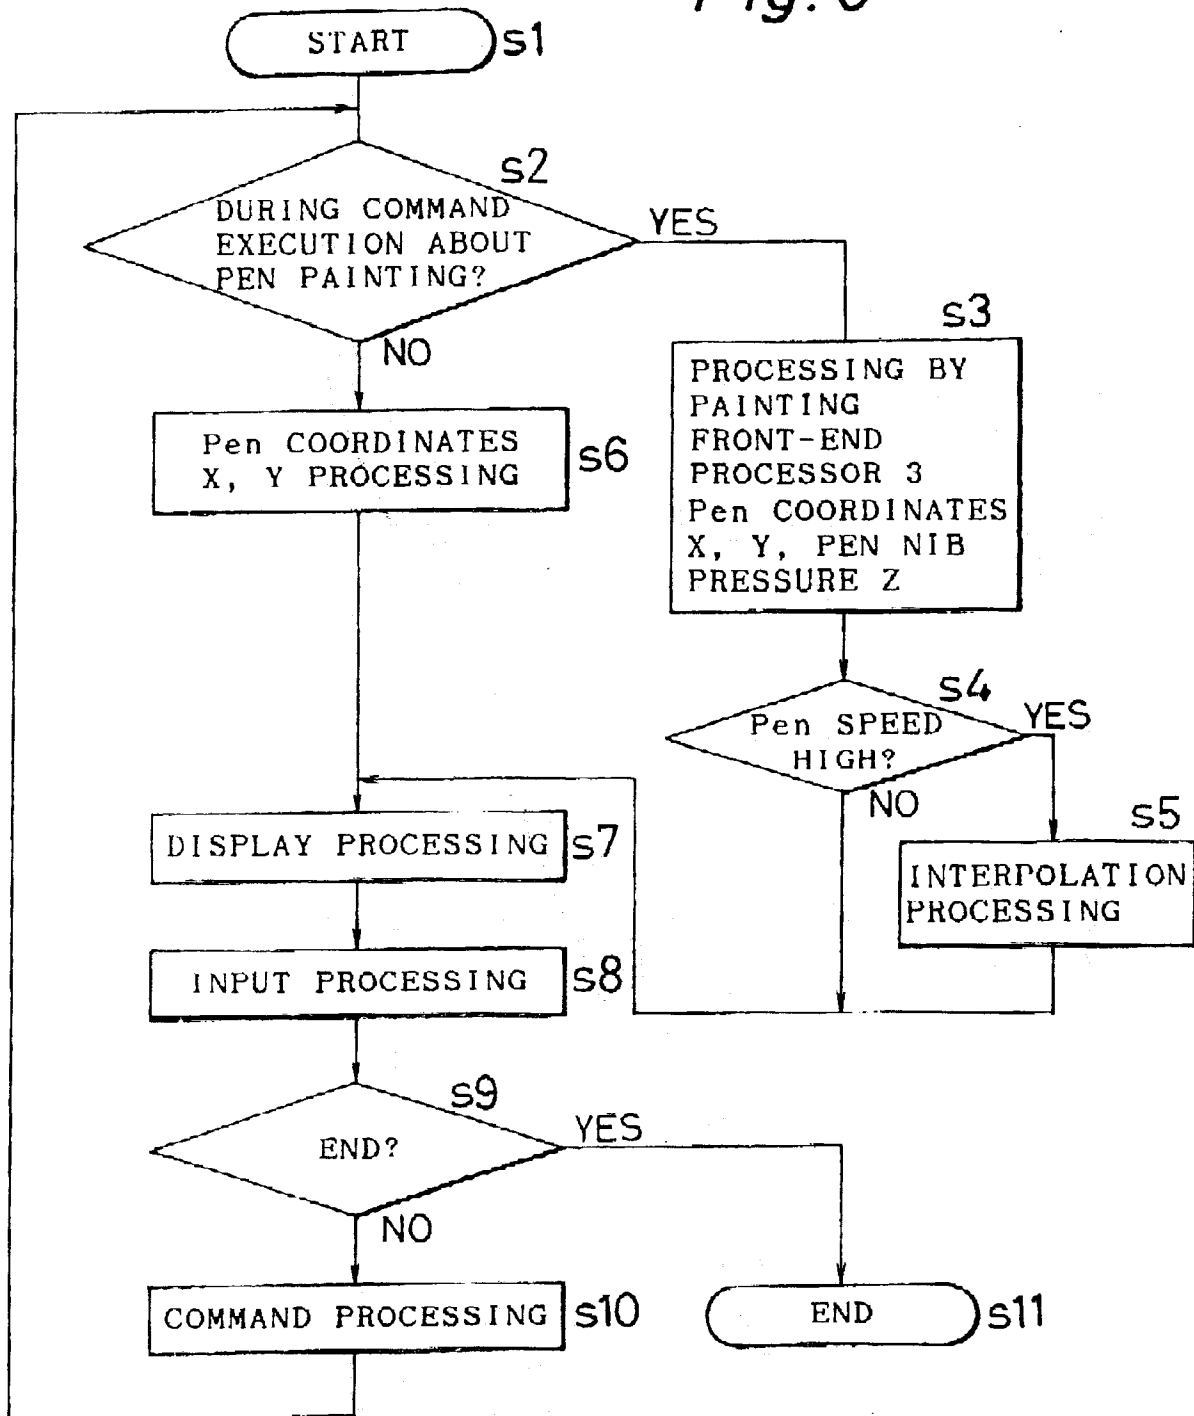 START
s1
s2
DURING COMMAND
EXECUTION ABOUT
PEN PAINTING?
YES
NO
s3
PROCESSING BY
PAINTING
FRONT-END
PROCESSOR 3
Pen COORDINATES
X, Y, PEN NIB
PRESSURE Z
Pen COORDINATES
X, Y PROCESSING
s6
s4
Pen SPEED
HIGH?
YES
NO
s5
INTERPOLATION
PROCESSING
DISPLAY PROCESSING
s7
INPUT PROCESSING
s8
s9
END?
YES
NO
COMMAND PROCESSING
s10
END
s11